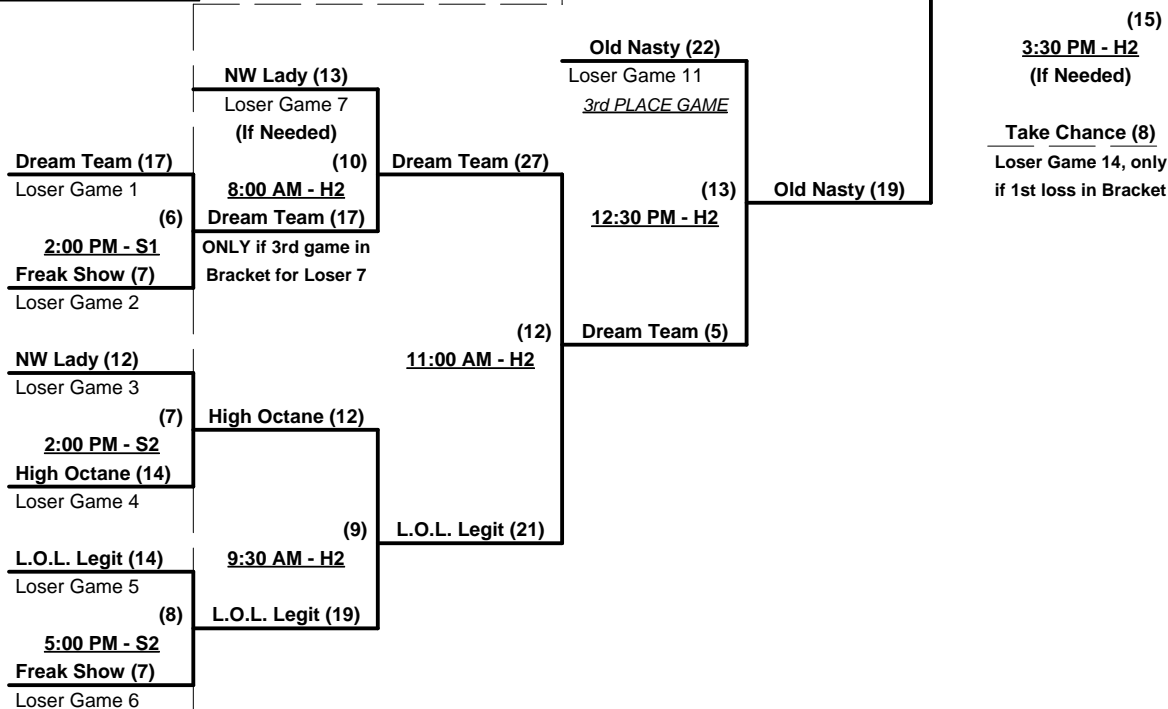 (15)
Old Nasty (22)
3:30 PM - H2
NW Lady (13)
Loser Game 11
(If Needed)
Loser Game 7
3rd PLACE GAME
(If Needed)
Take Chance (8)
Dream Team (17)
(10)
Dream Team (27)
Loser Game 14, only
if 1st loss in Bracket
Loser Game 1
8:00 AM - H2
(13)
Old Nasty (19)
(6)
Dream Team (17)
12:30 PM - H2
2:00 PM - S1
ONLY if 3rd game in
Bracket for Loser 7
Freak Show (7)
Loser Game 2
(12)
Dream Team (5)
NW Lady (12)
11:00 AM - H2
Loser Game 3
(7)
High Octane (12)
2:00 PM - S2
High Octane (14)
Loser Game 4
(9)
L.O.L. Legit (21)
L.O.L. Legit (14)
9:30 AM - H2
Loser Game 5
(8)
L.O.L. Legit (19)
5:00 PM - S2
Freak Show (7)
Loser Game 6